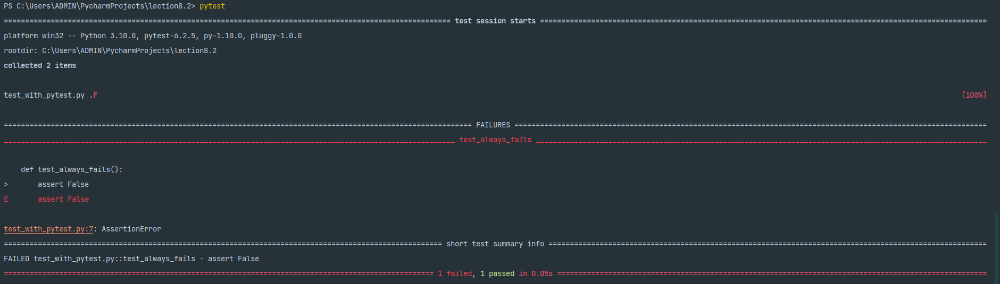 PS C:\Users\ADMIN\PycharmProjects\lection8.2> pytest
========================================================================================================= test session starts =========================================================================================================
platform win32 -- Python 3.10.0, pytest-6.2.5, py-1.10.0, pluggy-1.0.0
rootdir: C:\Users\ADMIN\PycharmProjects\lection8.2
collected 2 items
test_with_pytest.py .F [100%]
============================================================================================================== FAILURES ===============================================================================================================
__________________________________________________________________________________________________________ test_always_fails __________________________________________________________________________________________________________
    def test_always_fails():
>       assert False
E       assert False
test_with_pytest.py:7: AssertionError
======================================================================================================= short test summary info =======================================================================================================
FAILED test_with_pytest.py::test_always_fails - assert False
===================================================================================================== 1 failed, 1 passed in 0.05s =====================================================================================================